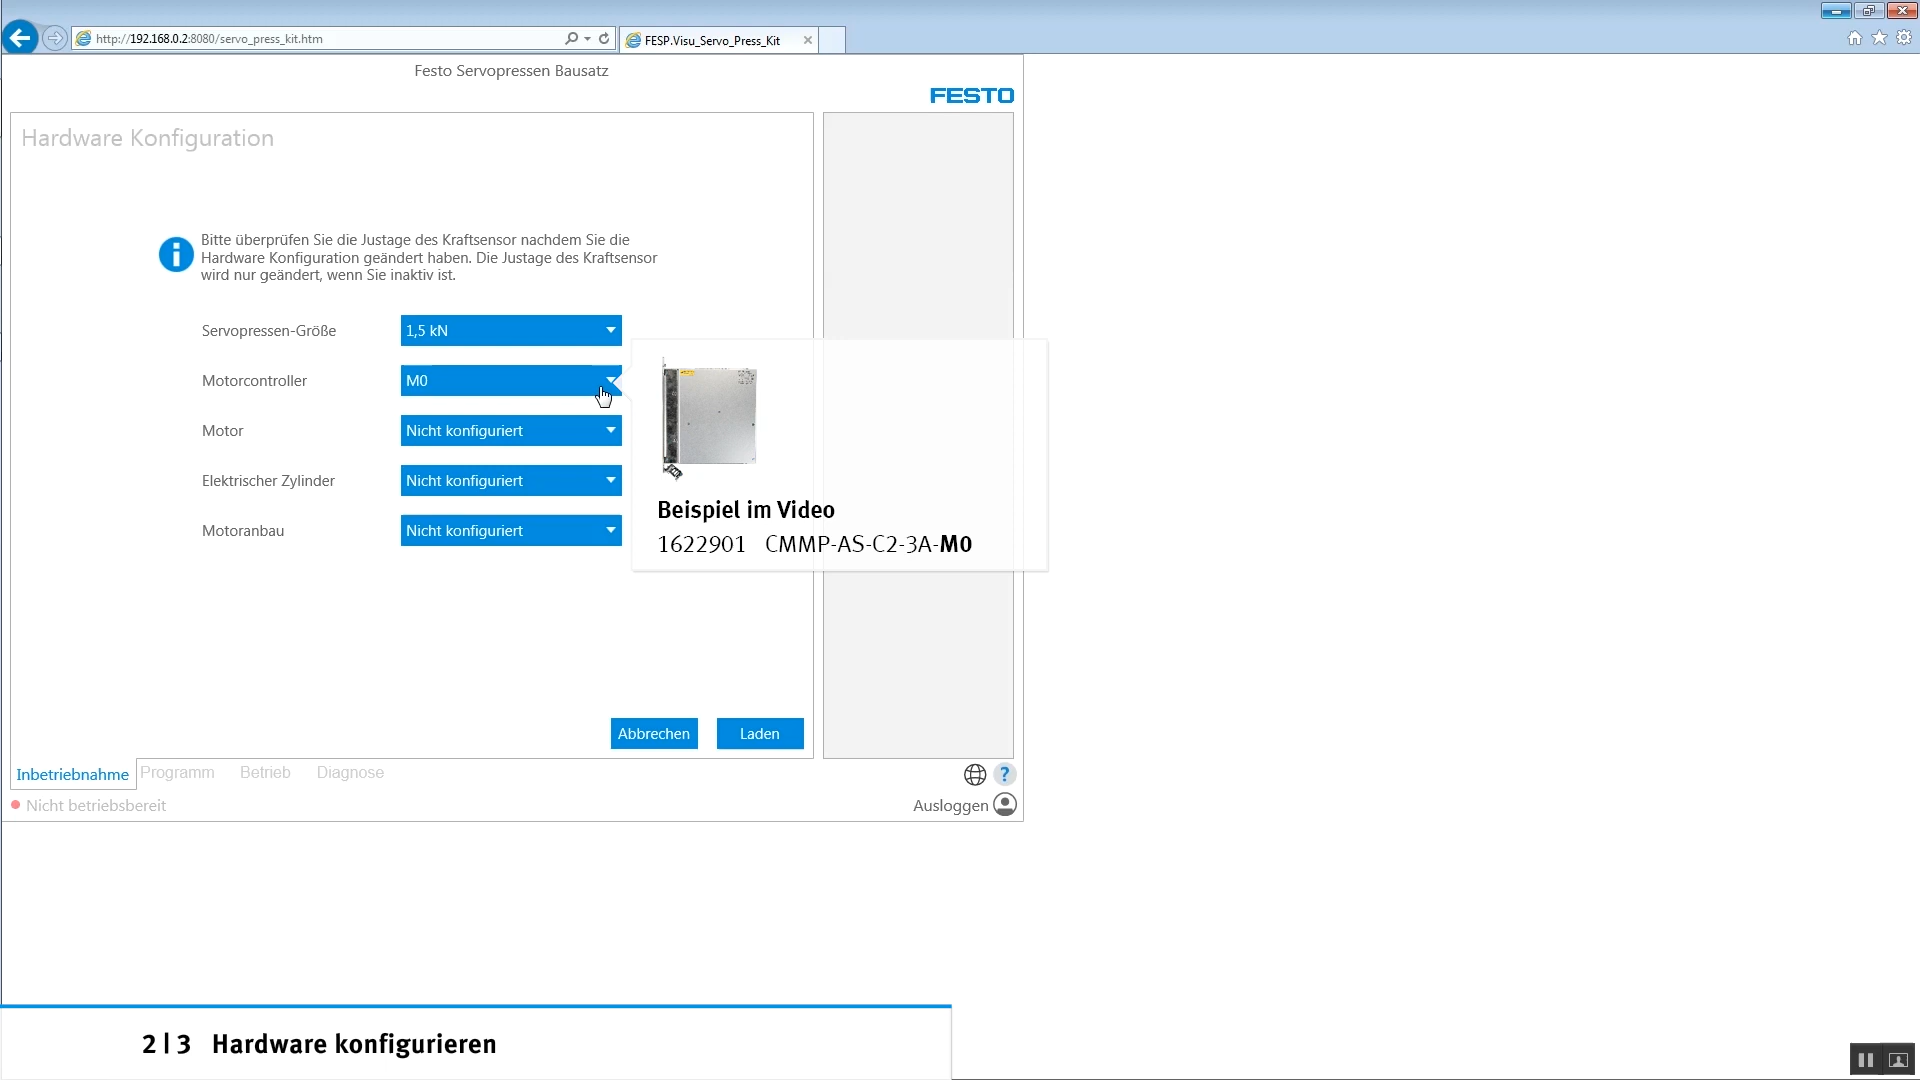 http://192.168.0.2:8080/servo_press_kit.htm
FESP.Visu_Servo_Press_Kit
Festo Servopressen Bausatz
FESTO
Hardware Konfiguration
Bitte überprüfen Sie die Justage des Kraftsensor nachdem Sie die
Hardware Konfiguration geändert haben. Die Justage des Kraftsensor
wird nur geändert, wenn Sie inaktiv ist.
Servopressen-Größe 1,5 kN
Motorcontroller M0
Motor Nicht konfiguriert
Elektrischer Zylinder Nicht konfiguriert
Motoranbau Nicht konfiguriert
Beispiel im Video
1622901 CMMP-AS-C2-3A-M0
Abbrechen Laden
Inbetriebnahme Programm Betrieb Diagnose
?
Nicht betriebsbereit Ausloggen
2 | 3 Hardware konfigurieren